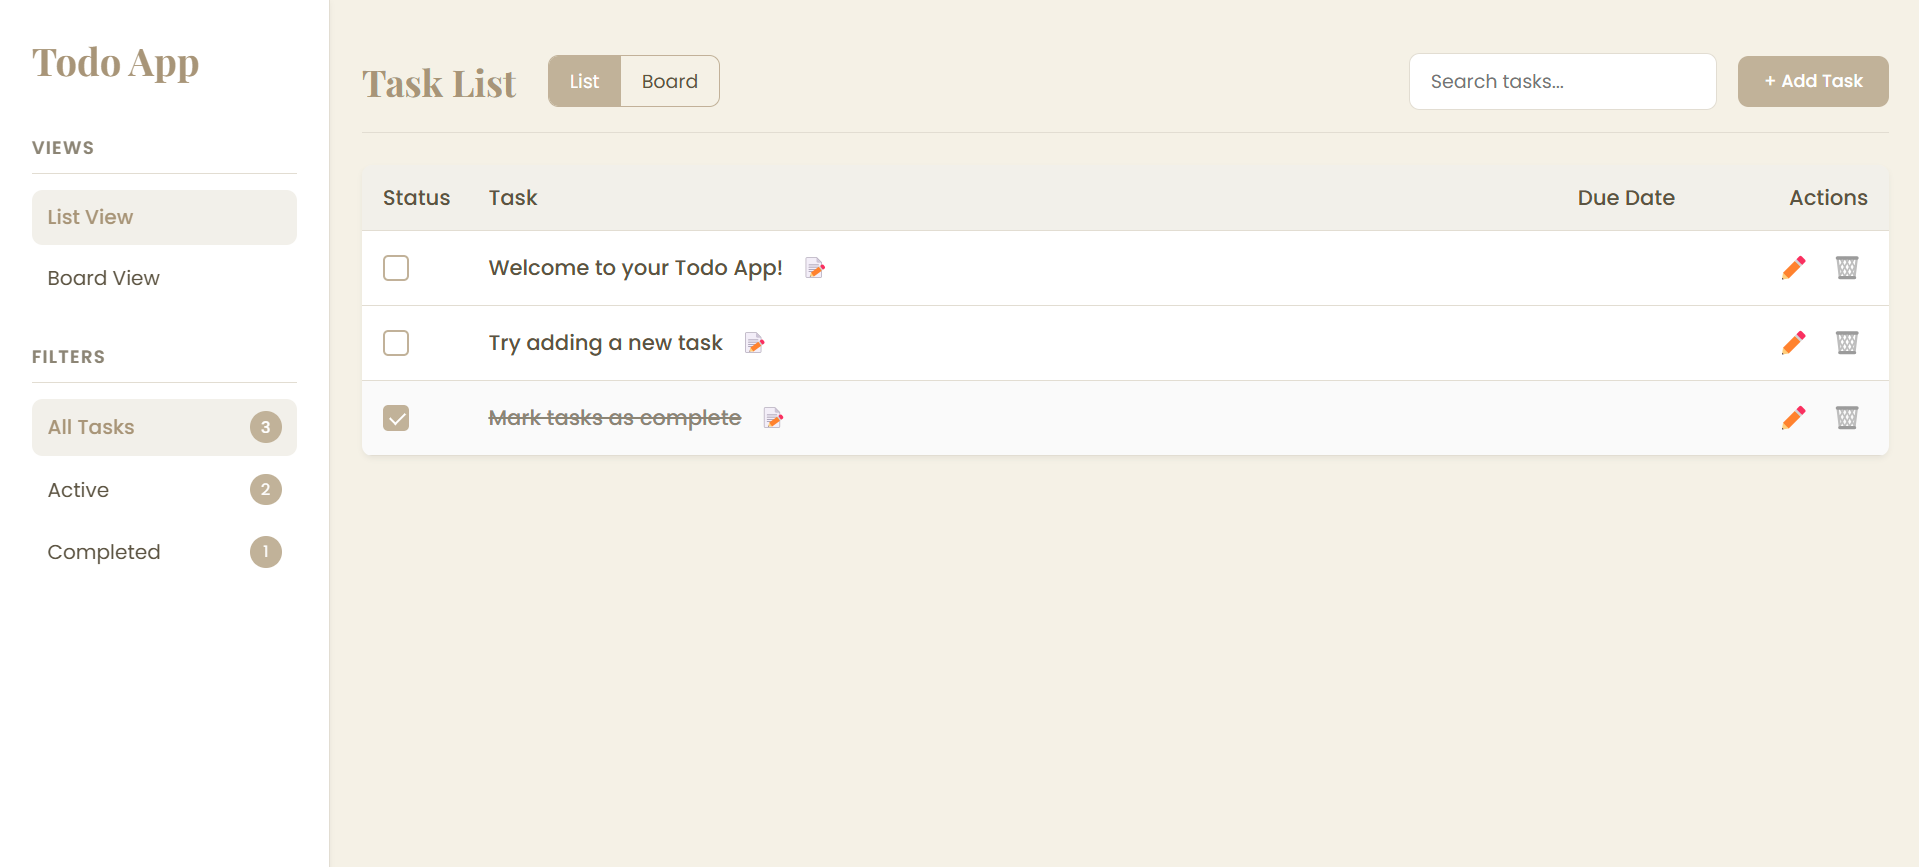 Todo App
VIEWS
List View
Board View
FILTERS
All Tasks 3
Active 2
Completed 1
Task List
List Board
Search tasks...
+ Add Task
Status Task Due Date Actions
Welcome to your Todo App!
Try adding a new task
Mark tasks as complete